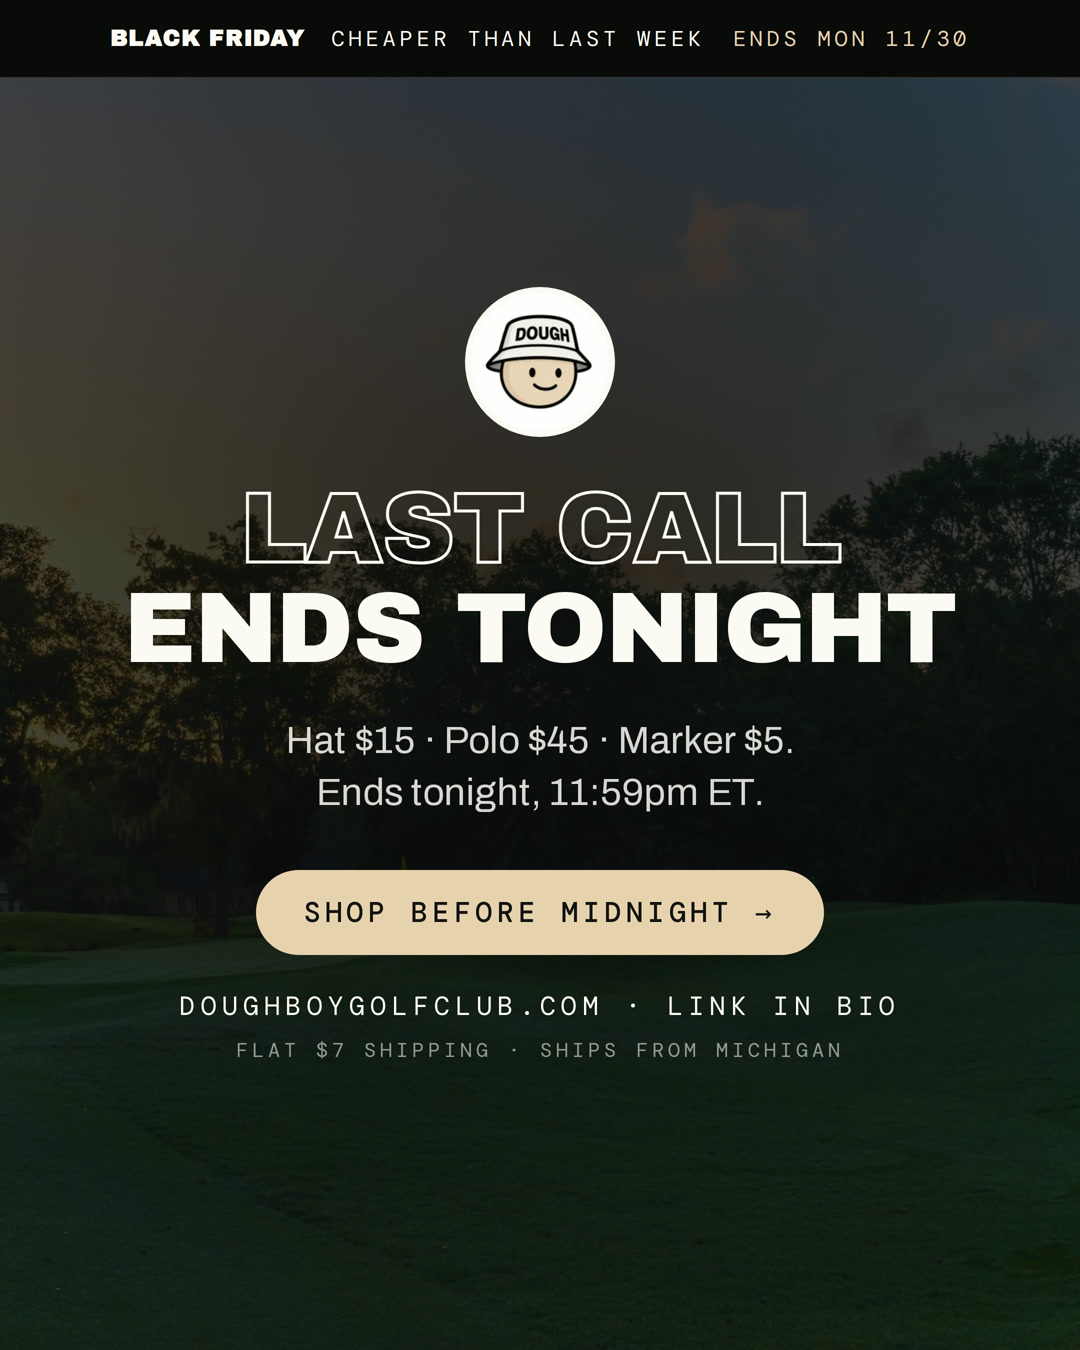 BLACK FRIDAY CHEAPER THAN LAST WEEK ENDS MON 11/30
DOUGH
LAST CALL
ENDS TONIGHT
Hat $15 · Polo $45 · Marker $5.
Ends tonight, 11:59pm ET.
SHOP BEFORE MIDNIGHT →
DOUGHBOYGOLFCLUB.COM · LINK IN BIO
FLAT $7 SHIPPING · SHIPS FROM MICHIGAN